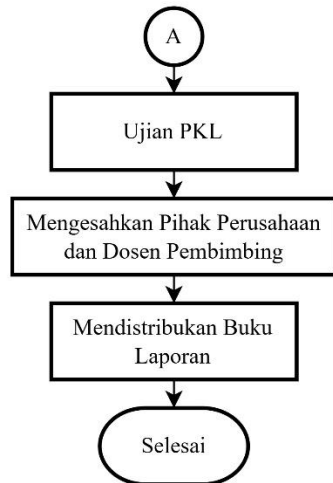 A
Ujian PKL
Mengesahkan Pihak Perusahaan
dan Dosen Pembimbing
Mendistribukan Buku
Laporan
Selesai